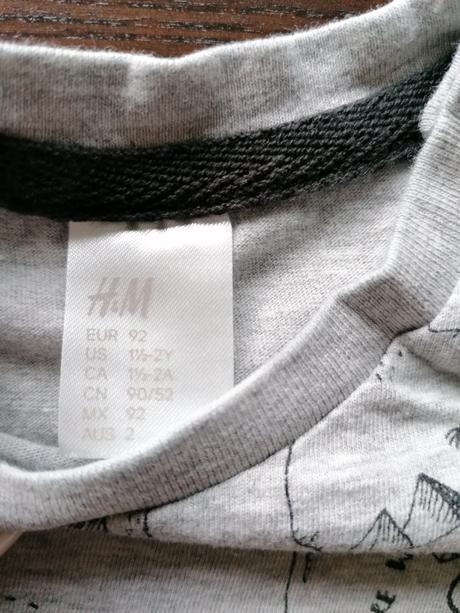 H&M
EUR 92
US 1½-2Y
CA 1½-2A
CN 90/52
MX 92
AUS 2